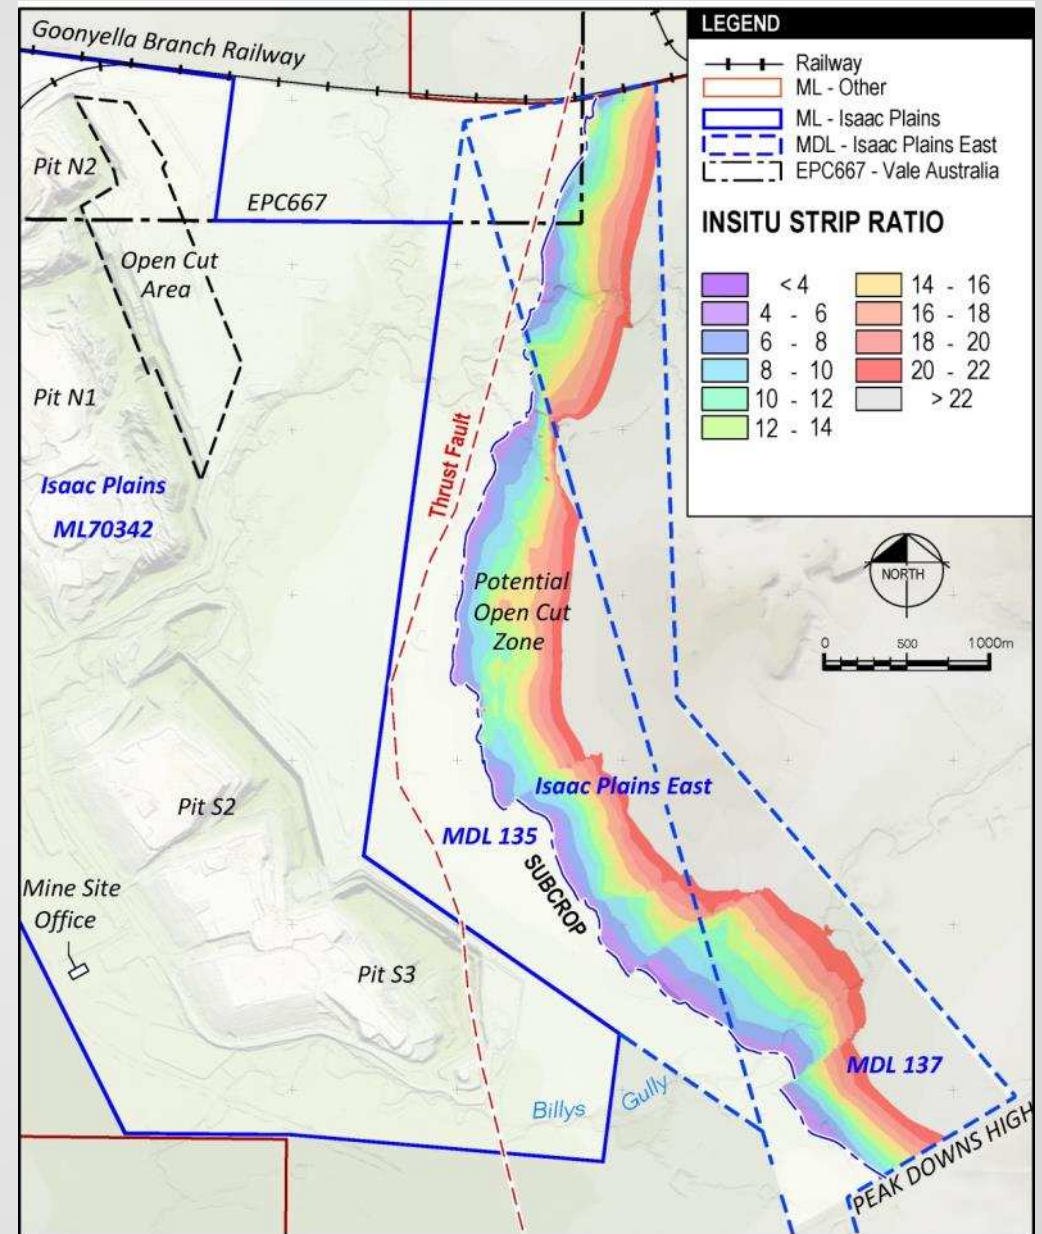 Goonyella Branch Railway
Pit N2
EPC667
Open Cut
Area
Pit N1
Isaac Plains
ML70342
Thrust Fault
Potential
Open Cut
Zone
Isaac Plains East
MDL 135
SUBCROP
Pit S2
Mine Site
Office
Pit S3
MDL 137
Billys Gully
PEAK DOWNS HIGH
LEGEND
Railway
ML - Other
ML - Isaac Plains
MDL - Isaac Plains East
EPC667 - Vale Australia
INSITU STRIP RATIO
< 4
4 - 6
6 - 8
8 - 10
10 - 12
12 - 14
14 - 16
16 - 18
18 - 20
20 - 22
> 22
NORTH
0 500 1000m